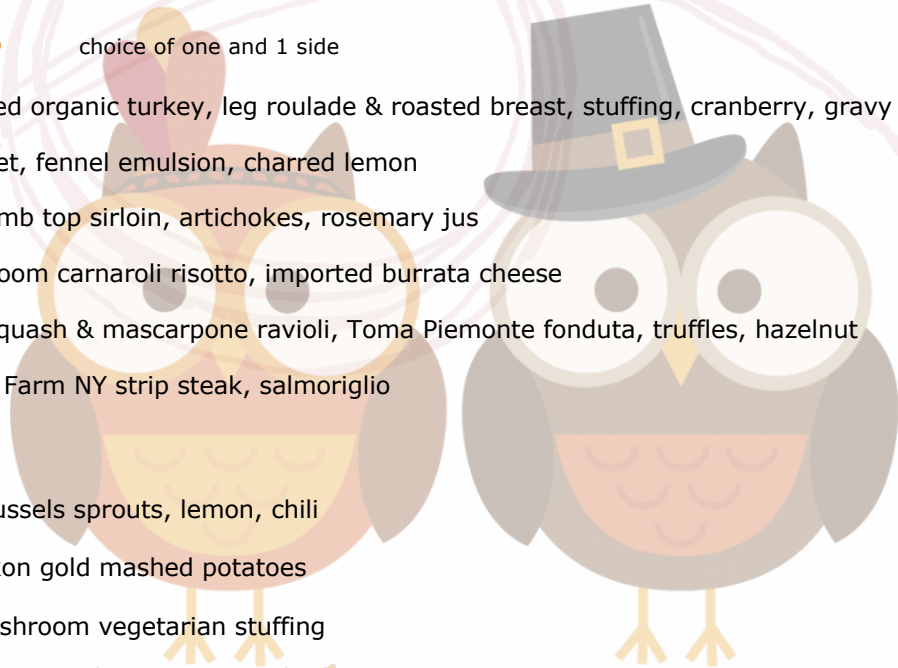 choice of one and 1 side
ed organic turkey, leg roulade & roasted breast, stuffing, cranberry, gravy
et, fennel emulsion, charred lemon
mb top sirloin, artichokes, rosemary jus
oom carnaroli risotto, imported burrata cheese
quash & mascarpone ravioli, Toma Piemonte fonduta, truffles, hazelnut
Farm NY strip steak, salmoriglio
ussels sprouts, lemon, chili
kon gold mashed potatoes
shroom vegetarian stuffing